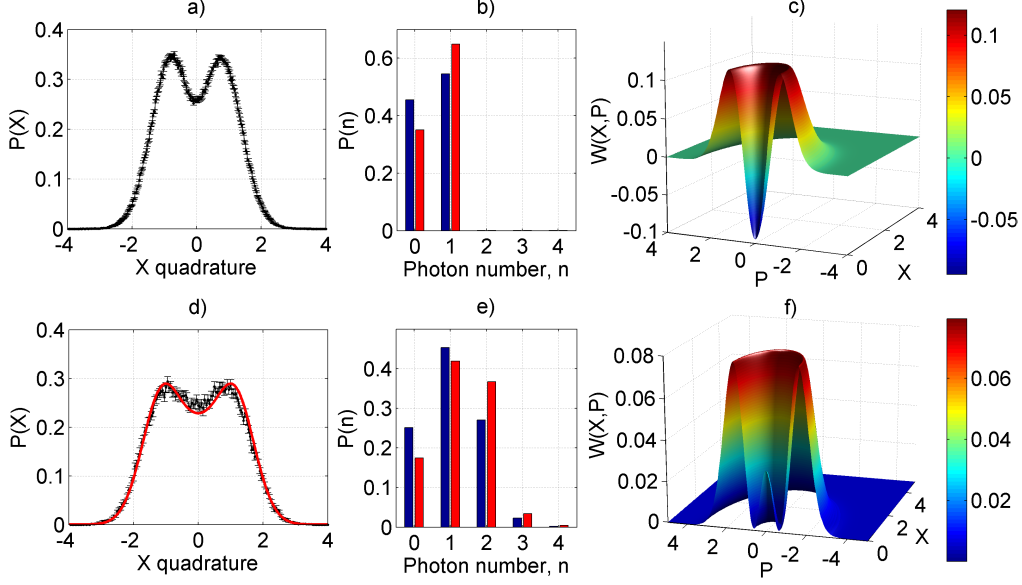 a)
0.4
0.3
0.2
0.1
0
P(X)
-4 -2 0 2 4
X quadrature
b)
0.6
0.4
0.2
0
P(n)
0 1 2 3 4
Photon number, n
c)
0.1
0.05
0
-0.05
-0.1
W(X,P)
4 2 0 -2 -4
P
0 2 4
X
0.1
0.05
0
-0.05
d)
0.4
0.3
0.2
0.1
0
P(X)
-4 -2 0 2 4
X quadrature
e)
0.5
0.4
0.3
0.2
0.1
0
P(n)
0 1 2 3 4
Photon number, n
f)
0.08
0.06
0.04
0.02
0
W(X,P)
4 2 0 -2 -4
P
0 2 4
X
0.06
0.04
0.02